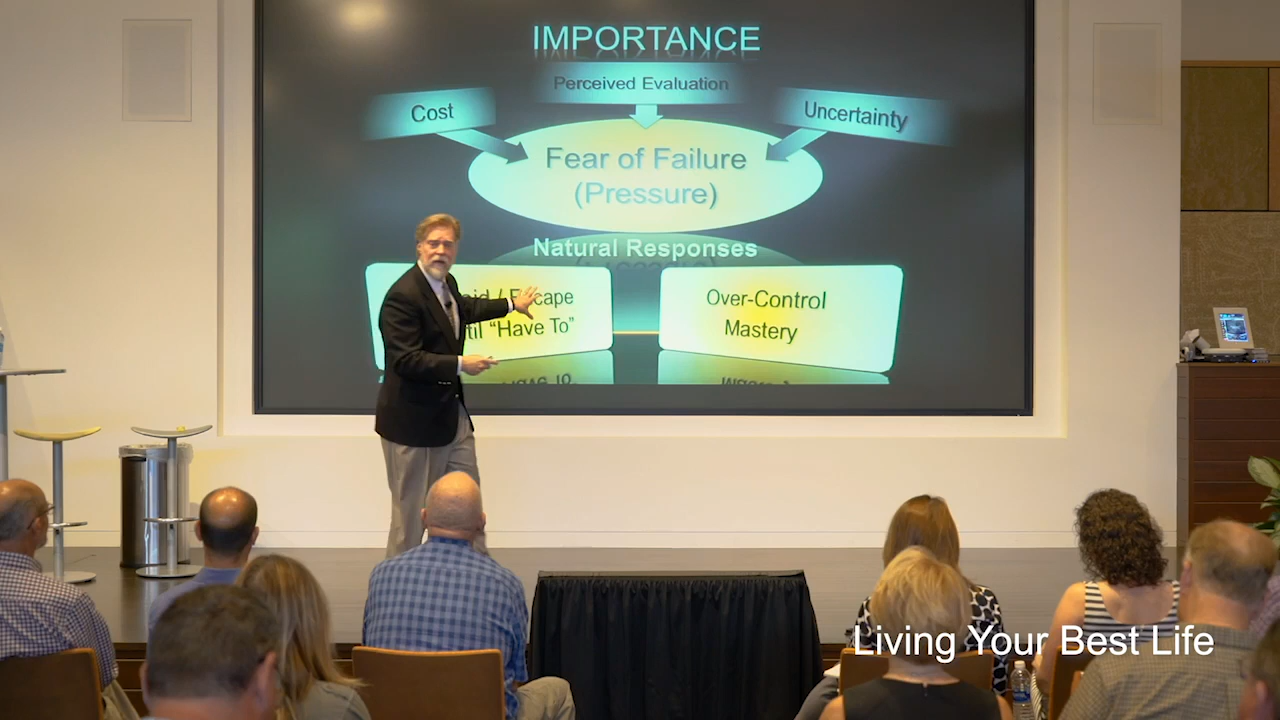 IMPORTANCE
Perceived Evaluation
Cost
Uncertainty
Fear of Failure
(Pressure)
Natural Responses
"Have To"
Over-Control
Mastery
Living Your Best Life